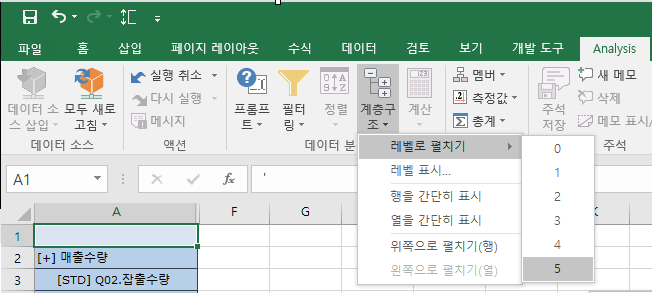 파일 홈 삽입 페이지 레이아웃 수식 데이터 검토 보기 개발 도구 Analysis
데이터 소스 삽입
모두 새로 고침
데이터 소스
실행 취소
다시 실행
메시지
액션
프롬프트
필터링
정렬
계층구조
계산
데이터 분
멤버
측정값
총계
주석 저장
새 메모
삭제
메모 표시/
주석
레벨로 펼치기
레벨 표시...
행을 간단히 표시
열을 간단히 표시
위쪽으로 펼치기(행)
왼쪽으로 펼치기(열)
0
1
2
3
4
5
A1 fx '
A F G K
1
2 [+] 매출수량
3 [STD] Q02.잡출수량